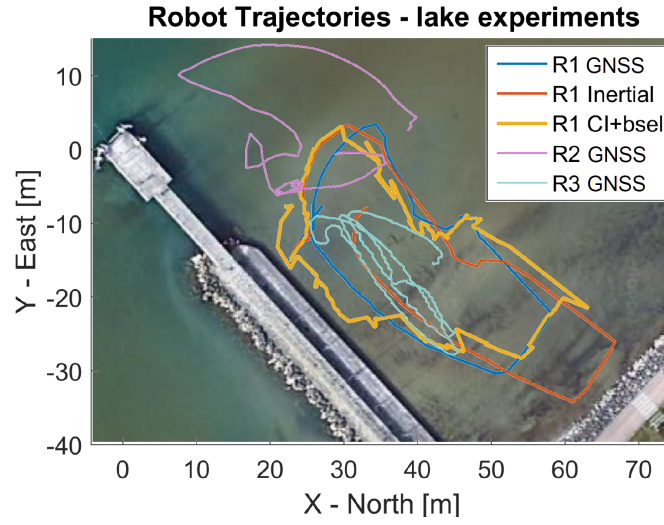 Robot Trajectories - lake experiments
R1 GNSS
R1 Inertial
R1 CI+bsel
R2 GNSS
R3 GNSS
10
0
-10
-20
-30
-40
Y - East [m]
0
10
20
30
40
50
60
70
X - North [m]